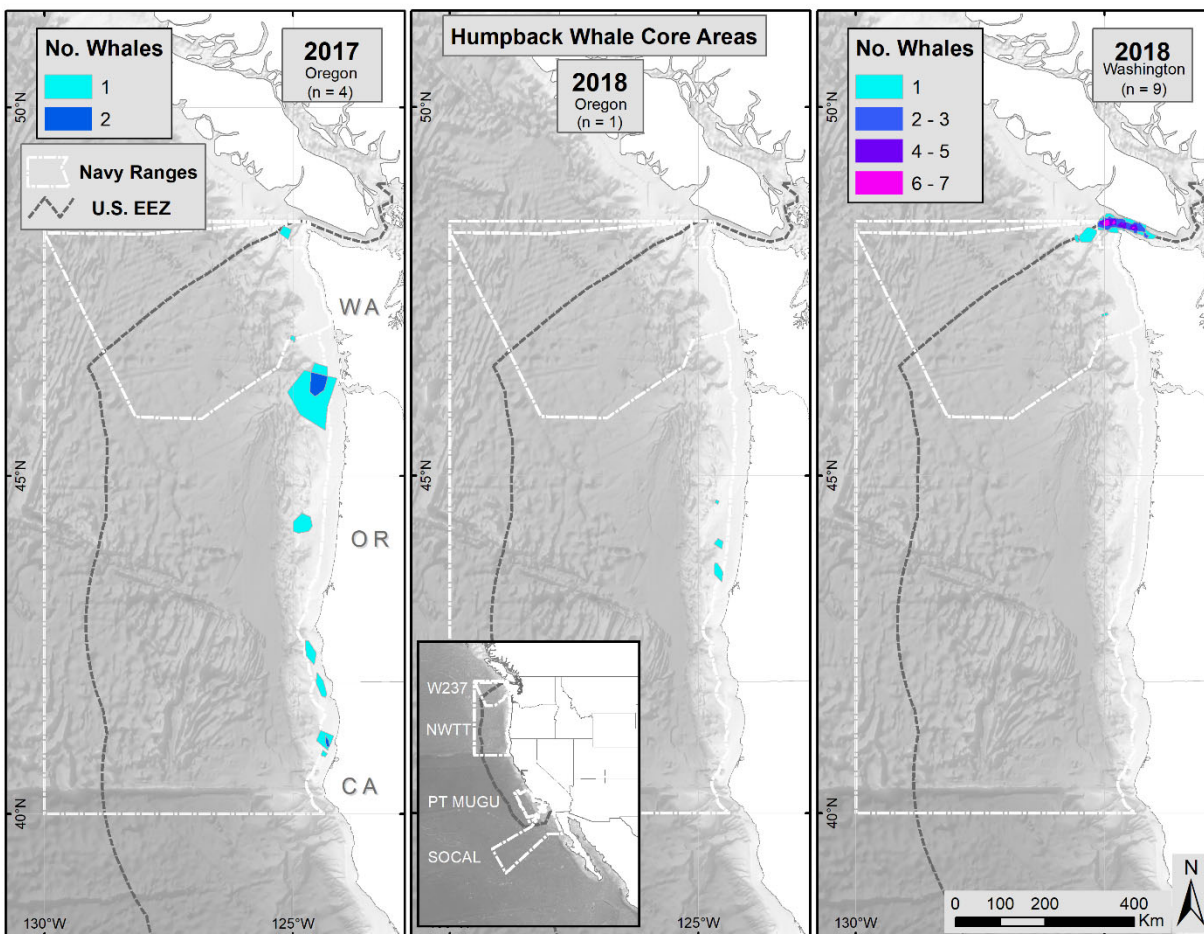 No. Whales
1
2
2017
Oregon
(n = 4)
Navy Ranges
U.S. EEZ
50°N
45°N
40°N
130°W
125°W
WA
OR
CA
Humpback Whale Core Areas
2018
Oregon
(n = 1)
50°N
45°N
W237
NWTT
PT MUGU
SOCAL
125°W
No. Whales
1
2 - 3
4 - 5
6 - 7
2018
Washington
(n = 9)
50°N
45°N
40°N
130°W
N
0 100 200 400
Km